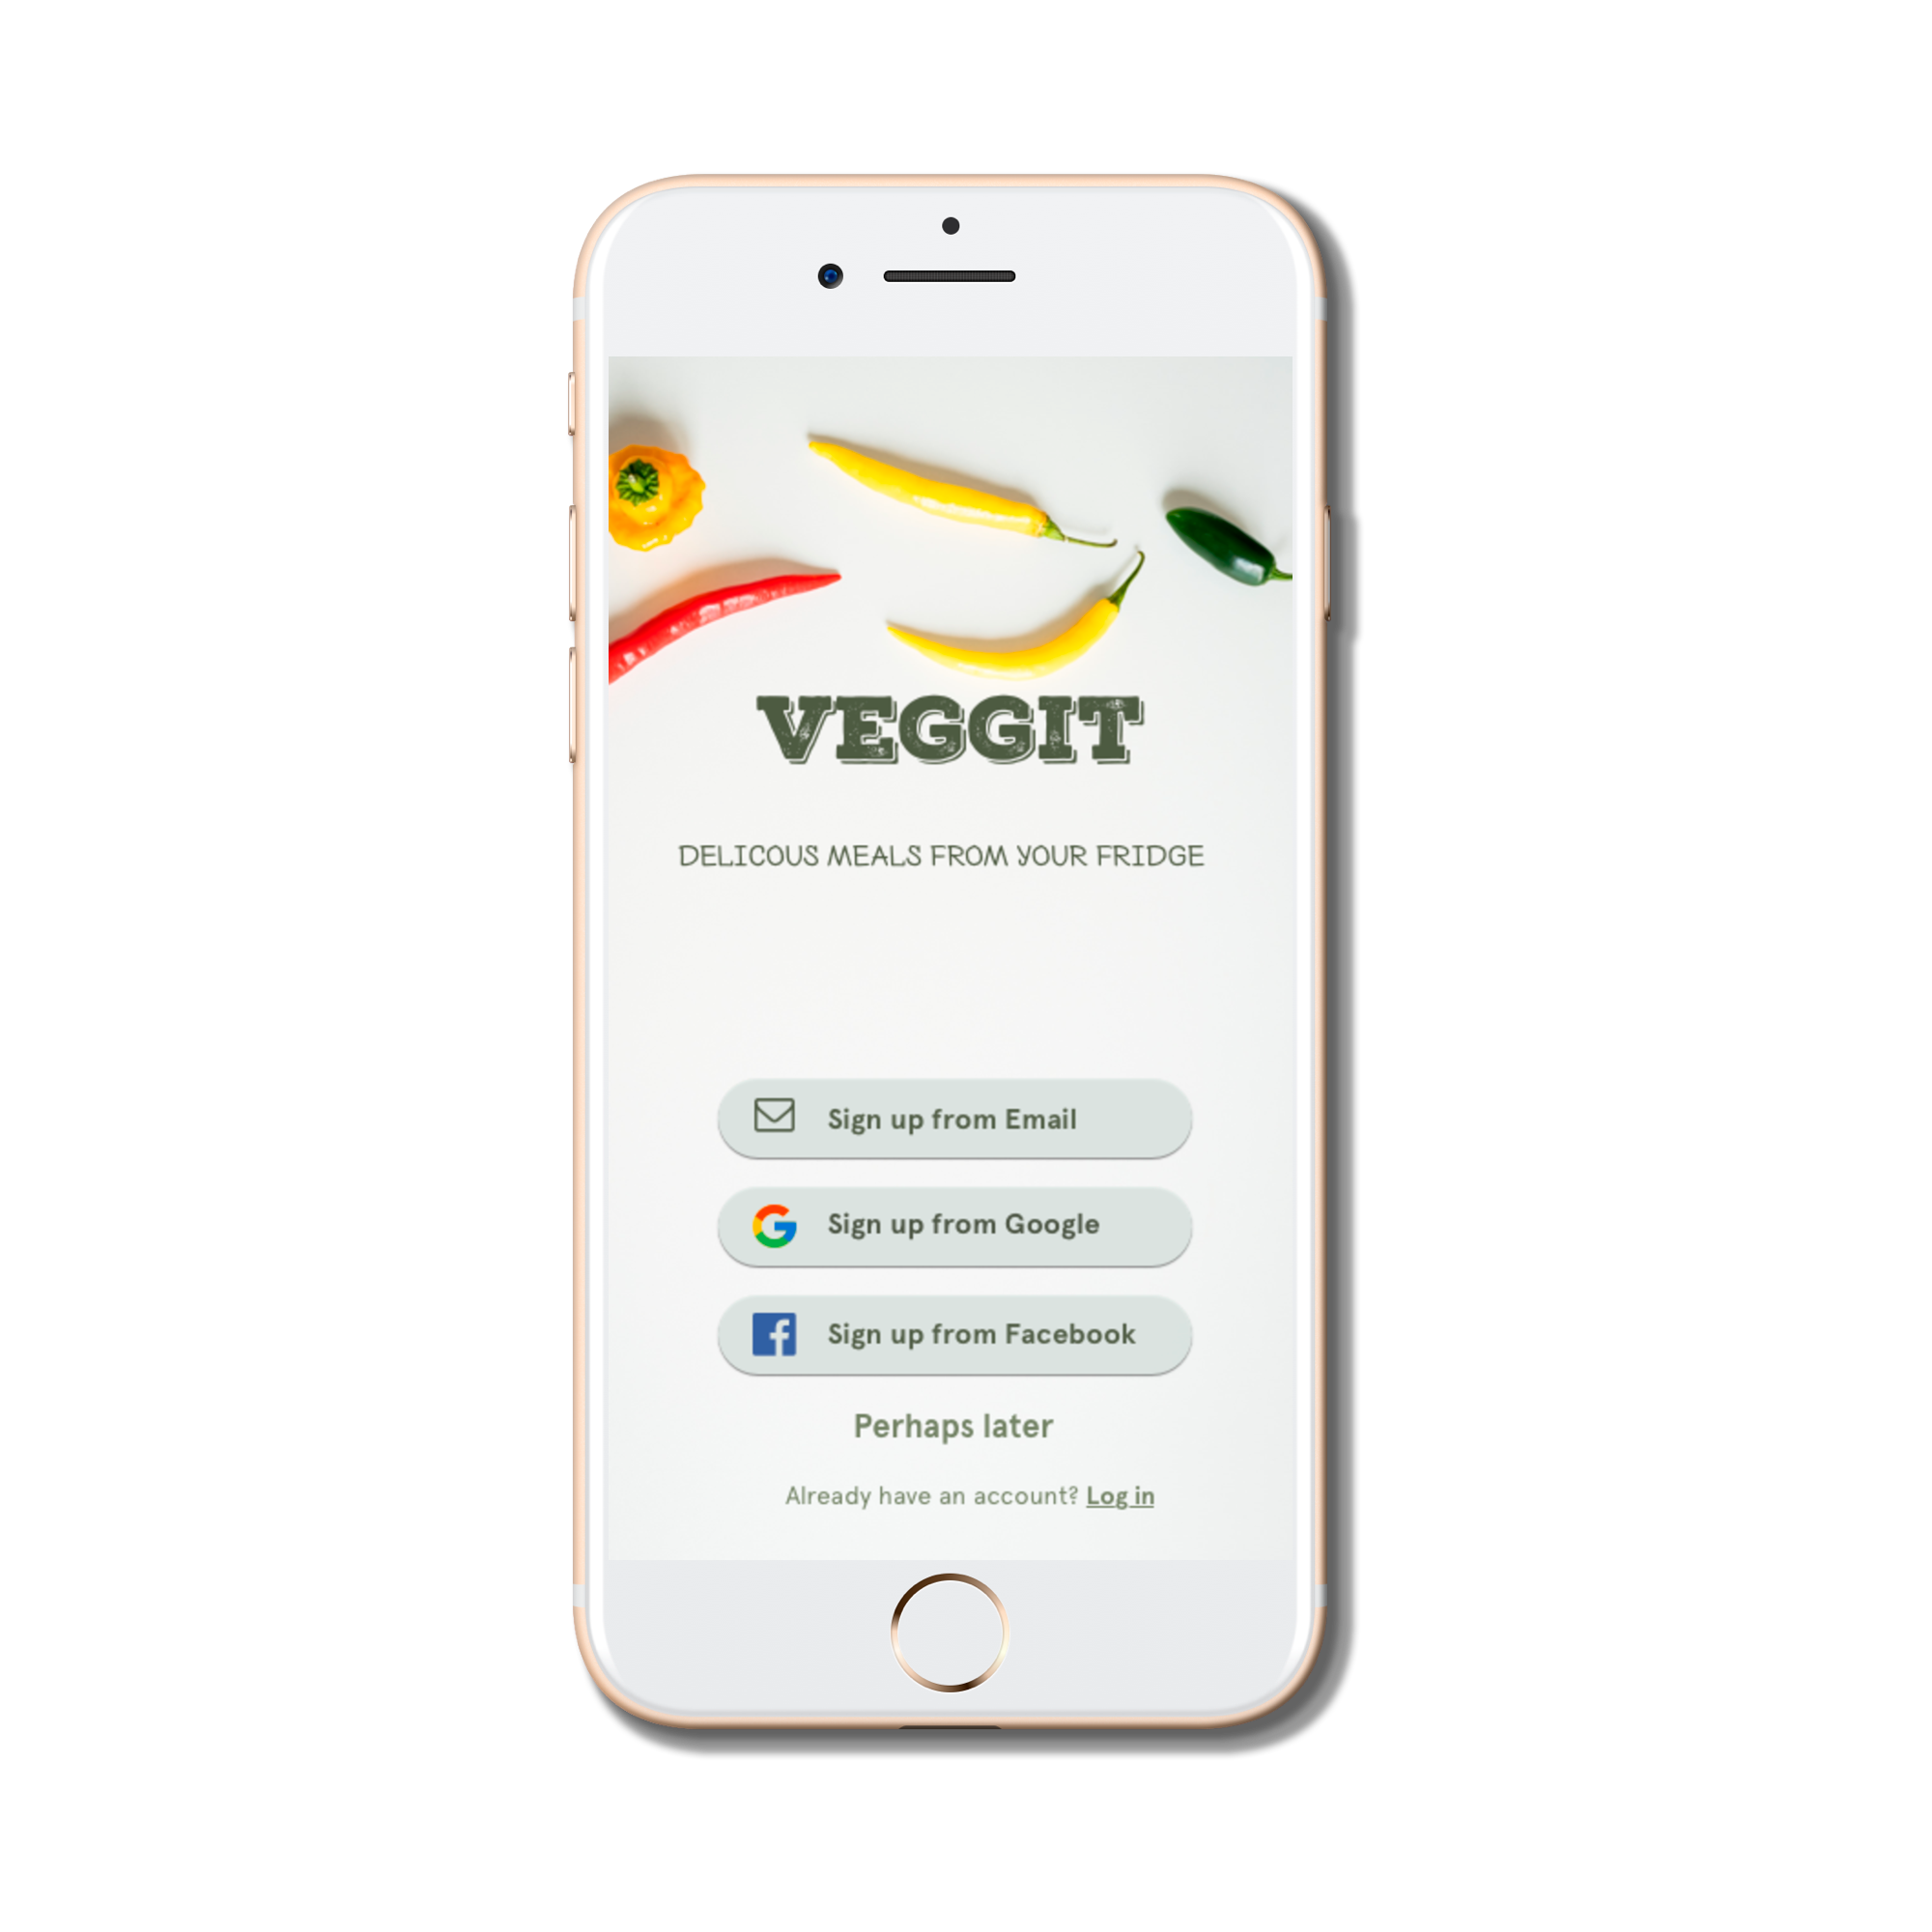 VEGGIT
DELICOUS MEALS FROM YOUR FRIDGE
Sign up from Email
Sign up from Google
Sign up from Facebook
Perhaps later
Already have an account? Log in